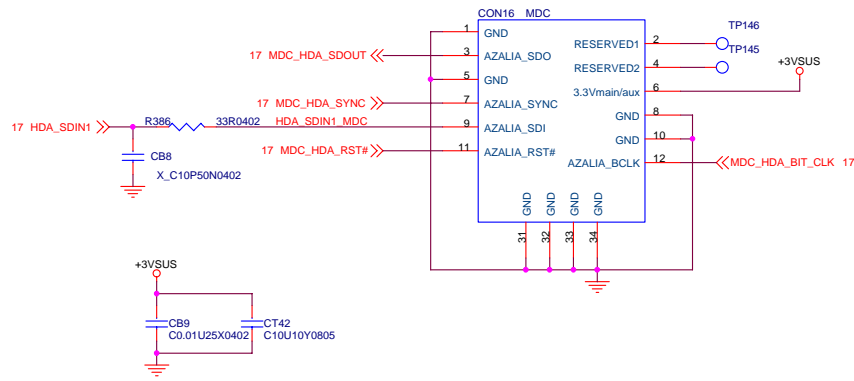 CON16 MDC
1 GND
RESERVED1 2 TP146
17 MDC_HDA_SDOUT 3 AZALIA_SDO
RESERVED2 4 TP145
5 GND
3.3Vmain/aux 6 +3VSUS
17 MDC_HDA_SYNC 7 AZALIA_SYNC
GND 8
17 HDA_SDIN1 R386 33R0402 HDA_SDIN1_MDC 9 AZALIA_SDI
GND 10
17 MDC_HDA_RST# 11 AZALIA_RST#
AZALIA_BCLK 12 MDC_HDA_BIT_CLK 17
CB8
X_C10P50N0402
GND GND GND GND
31 32 33 34
+3VSUS
CB9 CT42
C0.01U25X0402 C10U10Y0805